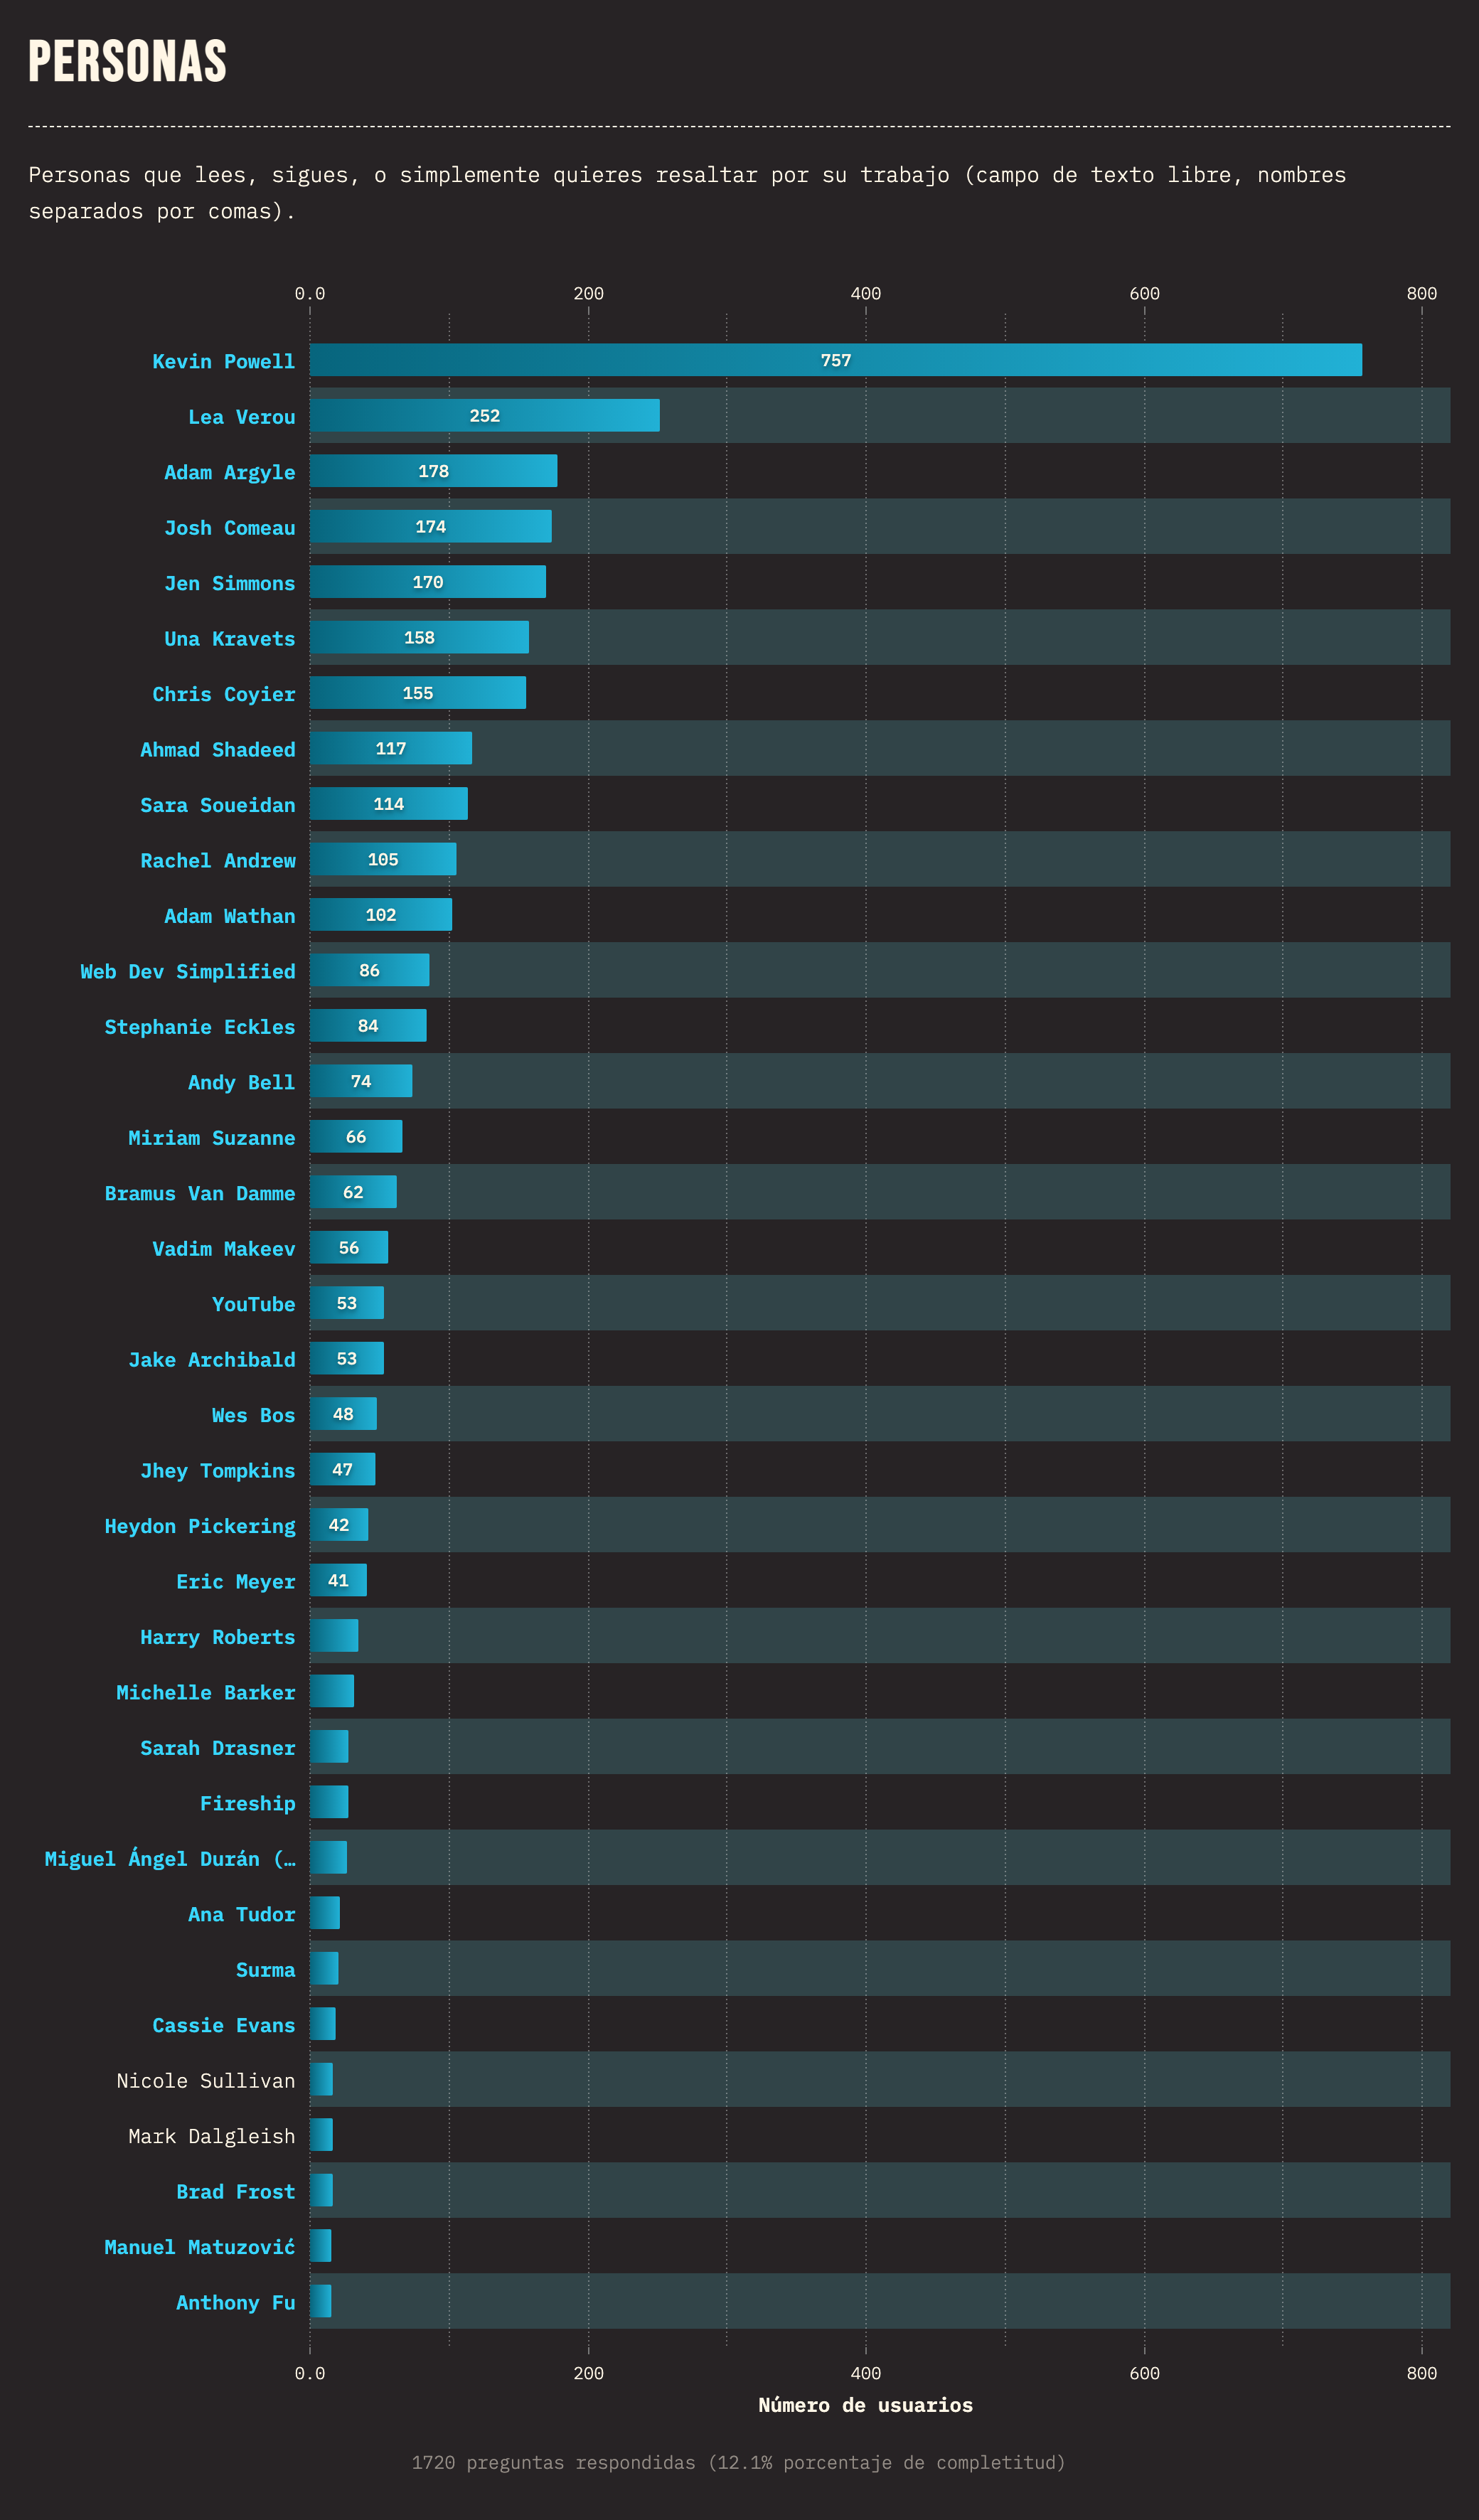 PERSONAS
Personas que lees, sigues, o simplemente quieres resaltar por su trabajo (campo de texto libre, nombres
separados por comas).
0.0 200 400 600 800
Kevin Powell 757
Lea Verou 252
Adam Argyle 178
Josh Comeau 174
Jen Simmons 170
Una Kravets 158
Chris Coyier 155
Ahmad Shadeed 117
Sara Soueidan 114
Rachel Andrew 105
Adam Wathan 102
Web Dev Simplified 86
Stephanie Eckles 84
Andy Bell 74
Miriam Suzanne 66
Bramus Van Damme 62
Vadim Makeev 56
YouTube 53
Jake Archibald 53
Wes Bos 48
Jhey Tompkins 47
Heydon Pickering 42
Eric Meyer 41
Harry Roberts
Michelle Barker
Sarah Drasner
Fireship
Miguel Ángel Durán (…
Ana Tudor
Surma
Cassie Evans
Nicole Sullivan
Mark Dalgleish
Brad Frost
Manuel Matuzović
Anthony Fu
0.0 200 400 600 800
Número de usuarios
1720 preguntas respondidas (12.1% porcentaje de completitud)